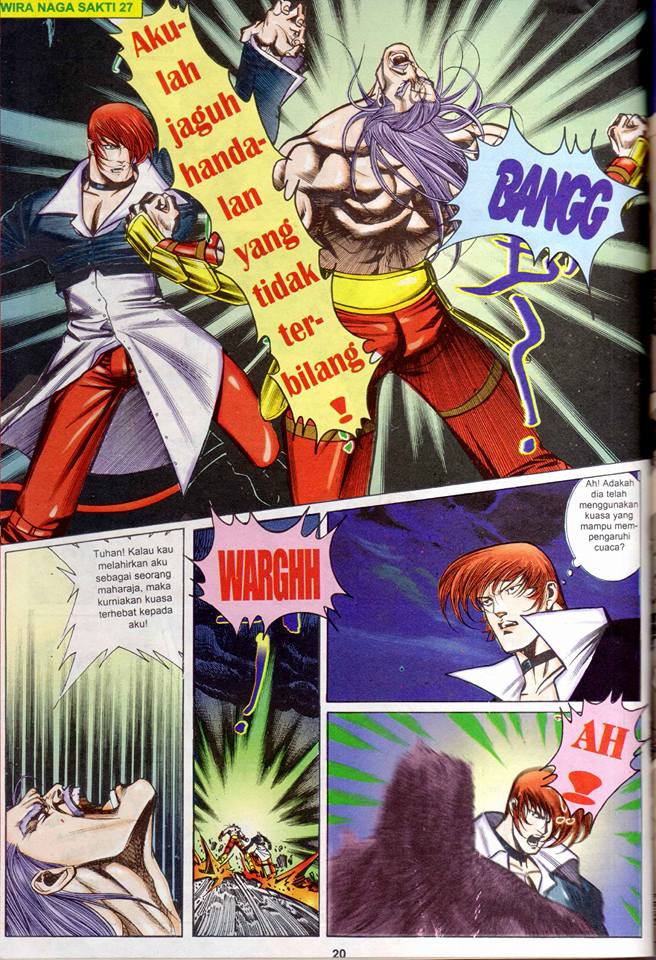 WIRA NAGA SAKTI 27
Aku-
lah
jaguh
handa-
lan
yang
tidak
ter-
bilang
!
BANGG
Ah! Adakah
dia telah
menggunakan
kuasa yang
mampu mem-
pengaruhi
cuaca?
Tuhan! Kalau kau
melahirkan aku
sebagai seorang
maharaja, maka
kurniakan kuasa
terhebat kepada
aku!
WARGHH
!
AH
!
20